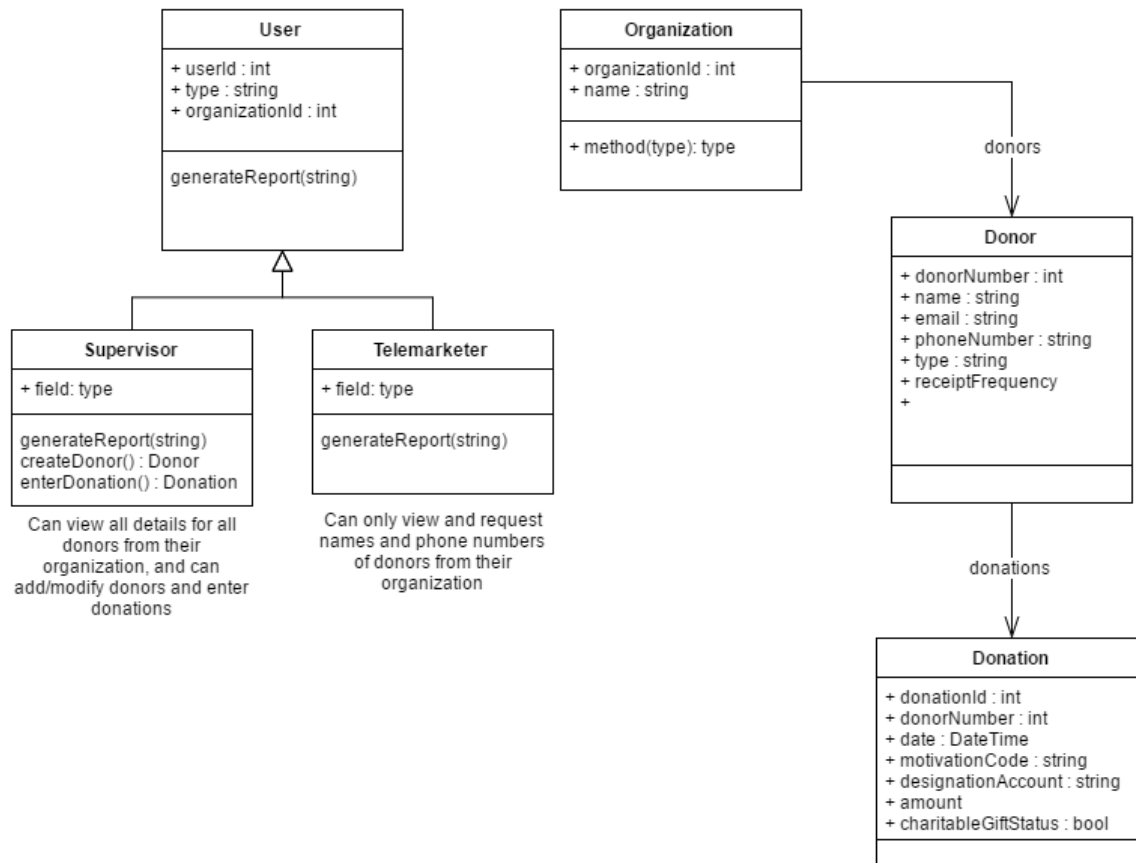 User
+ userId : int
+ type : string
+ organizationId : int
generateReport(string)
Organization
+ organizationId : int
+ name : string
+ method(type): type
donors
Donor
+ donorNumber : int
+ name : string
+ email : string
+ phoneNumber : string
+ type : string
+ receiptFrequency
+
Supervisor
+ field: type
generateReport(string)
createDonor() : Donor
enterDonation() : Donation
Can view all details for all
donors from their
organization, and can
add/modify donors and enter
donations
Telemarketer
+ field: type
generateReport(string)
Can only view and request
names and phone numbers
of donors from their
organization
donations
Donation
+ donationId : int
+ donorNumber : int
+ date : DateTime
+ motivationCode : string
+ designationAccount : string
+ amount
+ charitableGiftStatus : bool